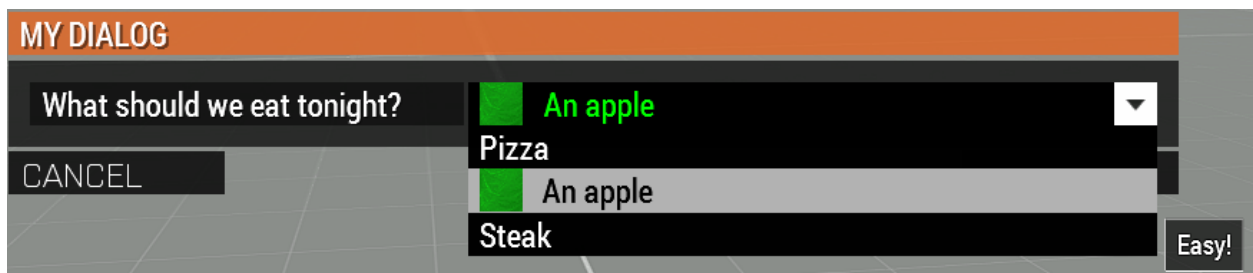 MY DIALOG
What should we eat tonight? An apple
Pizza
CANCEL
An apple
Steak
Easy!